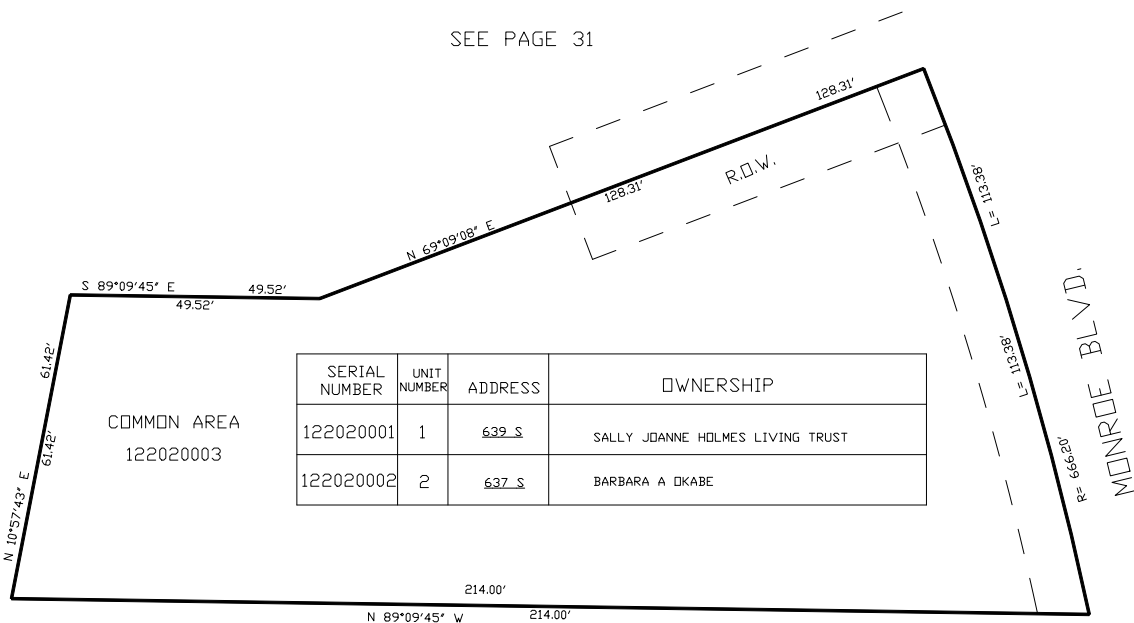 SEE PAGE 31
128.31'
R.O.W.
128.31'
N 69°09'08" E
L= 113.38'
S 89°09'45" E
49.52'
49.52'
MONROE BLVD.
61.42'
L= 113.38'
SERIAL NUMBER
UNIT NUMBER
ADDRESS
OWNERSHIP
COMMON AREA
122020003
61.42'
122020001 1 639 S SALLY JOANNE HOLMES LIVING TRUST
122020002 2 637 S BARBARA A OKABE
R= 666.20'
N 10°57'43" E
214.00'
N 89°09'45" W
214.00'